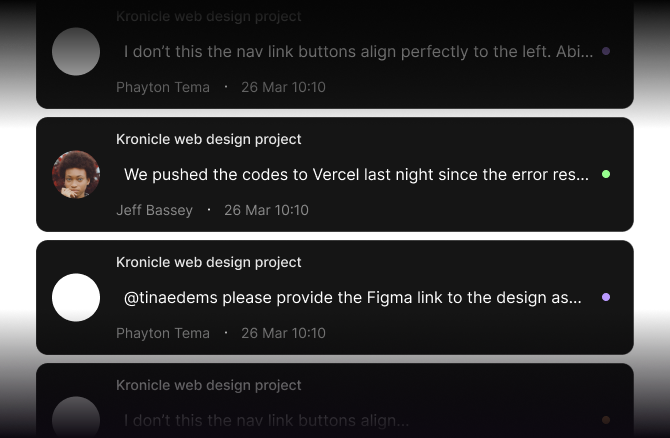 Kronicle web design project
I don’t this the nav link buttons align perfectly to the left. Abi...
Phayton Tema • 26 Mar 10:10
Kronicle web design project
We pushed the codes to Vercel last night since the error res...
Jeff Bassey • 26 Mar 10:10
Kronicle web design project
@tinaedems please provide the Figma link to the design as...
Phayton Tema • 26 Mar 10:10
Kronicle web design project
I don’t this the nav link buttons align...